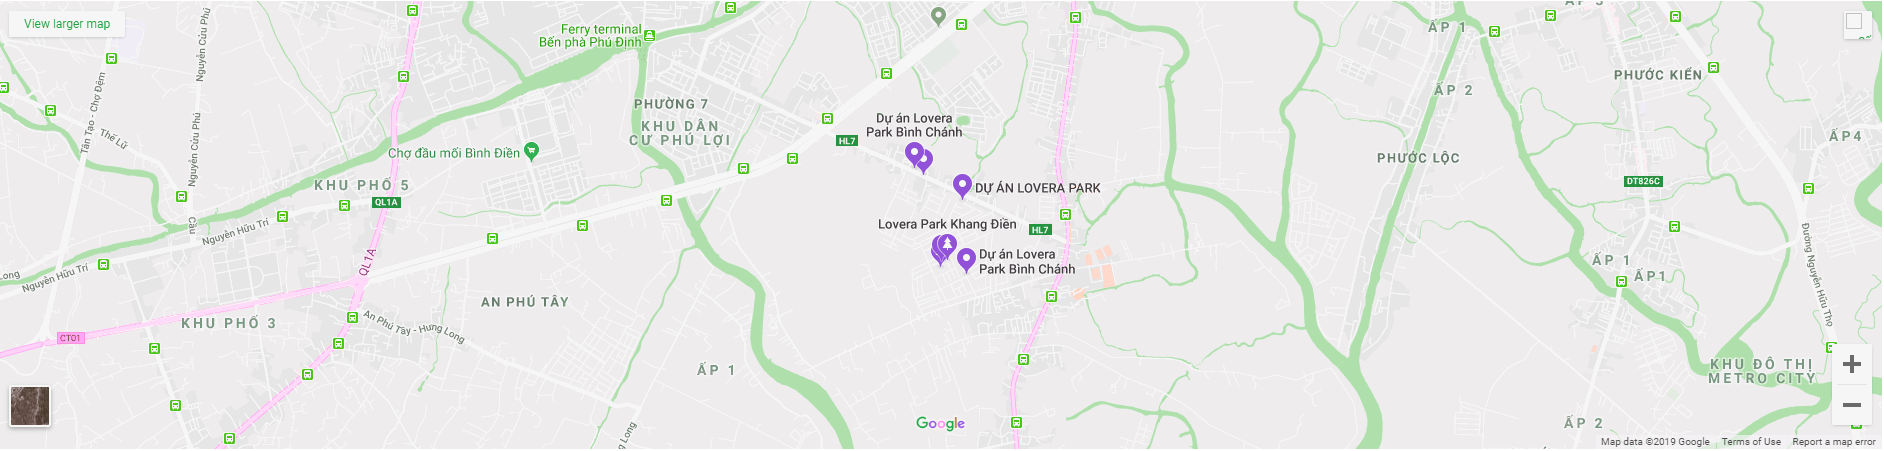 View larger map
Nguyễn Cửu Phú
Ferry terminal
Bến phà Phú Định
ẤP 1
PHƯỚC KIỂN
ẤP 2
Tân Tạo - Chợ Đệm
Thế Lữ
Nguyễn Cửu Phú
PHƯỜNG 7
KHU DÂN
CƯ PHÚ LỢI
Dự án Lovera
Park Bình Chánh
HL7
ẤP4
Chợ đầu mối Bình Điền
PHƯỚC LỘC
KHU PHỐ 5
DỰ ÁN LOVERA PARK
DT826C
QL1A
Cầu
Nguyễn Hữu Trí
Lovera Park Khang Điền
HL7
Dự án Lovera
Park Bình Chánh
QL1A
ẤP 1
ẤP1
Long
Nguyễn Hữu Trí
Đường Nguyễn Hữu Thọ
AN PHÚ TÂY
KHU PHỐ 3
An Phú Tây - Hưng Long
CT01
ẤP 1
KHU ĐÔ THỊ
METRO CITY
Google
ẤP 2
ng Long
Map data ©2019 Google
Terms of Use
Report a map error